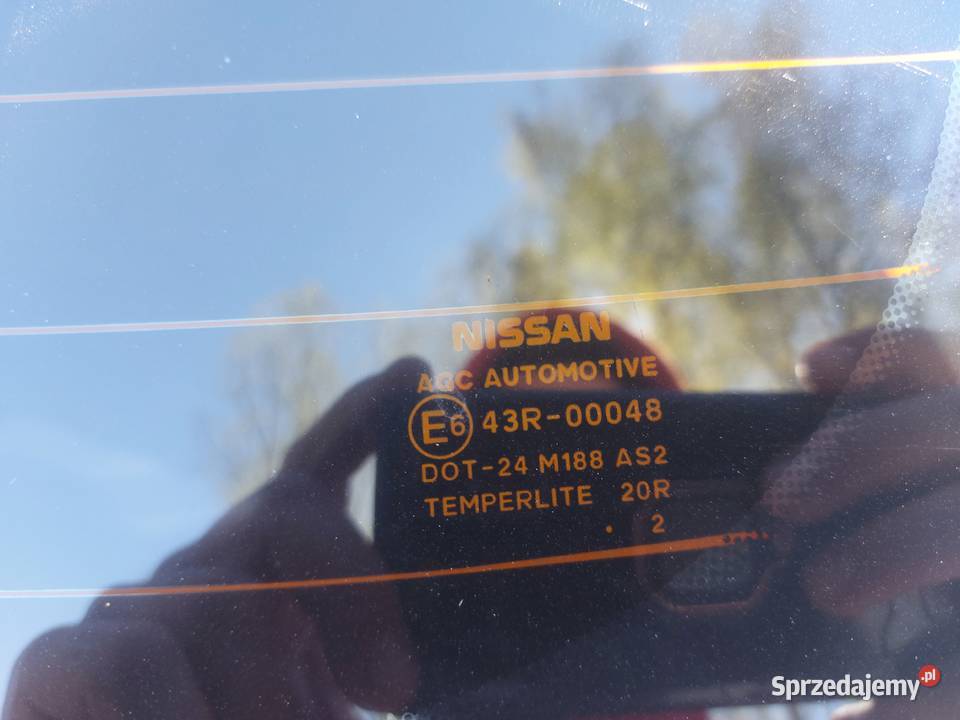 NISSAN
AGC AUTOMOTIVE
E6 43R-00048
DOT-24 M188 AS2
TEMPERLITE 20R
. 2
Sprzedajemy.pl